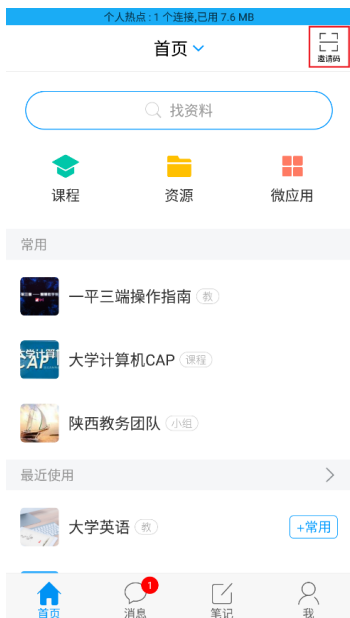 个人热点 : 1 个连接,已用 7.6 MB
首页
邀请码
找资料
课程
资源
微应用
常用
一平三端操作指南 教
大学计算机CAP 课程
陕西教务团队 小组
最近使用
大学英语 教
+常用
1
首页
消息
笔记
我